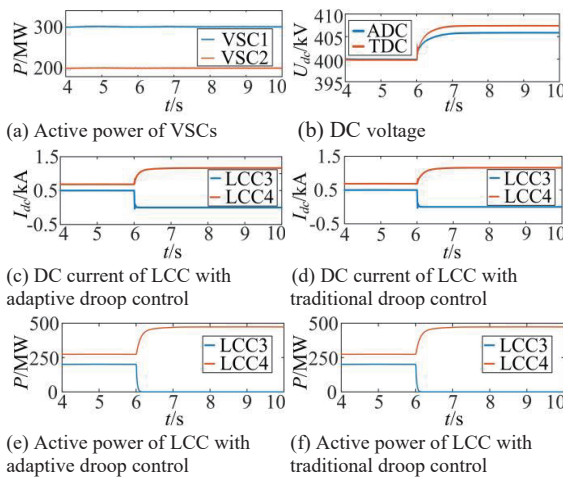 P/MW
300
200
VSC1
VSC2
4 5 6 7 8 9 10
t/s
(a) Active power of VSCs
U_dc/kV
410
405
400
395
ADC
TDC
4 5 6 7 8 9 10
t/s
(b) DC voltage
I_dc/kA
1.5
0.5
-0.5
LCC3
LCC4
4 5 6 7 8 9 10
t/s
(c) DC current of LCC with
adaptive droop control
I_dc/kA
1.5
0.5
-0.5
LCC3
LCC4
4 5 6 7 8 9 10
t/s
(d) DC current of LCC with
traditional droop control
P/MW
500
250
0
LCC3
LCC4
4 5 6 7 8 9 10
t/s
(e) Active power of LCC with
adaptive droop control
P/MW
500
250
0
LCC3
LCC4
4 5 6 7 8 9 10
t/s
(f) Active power of LCC with
traditional droop control